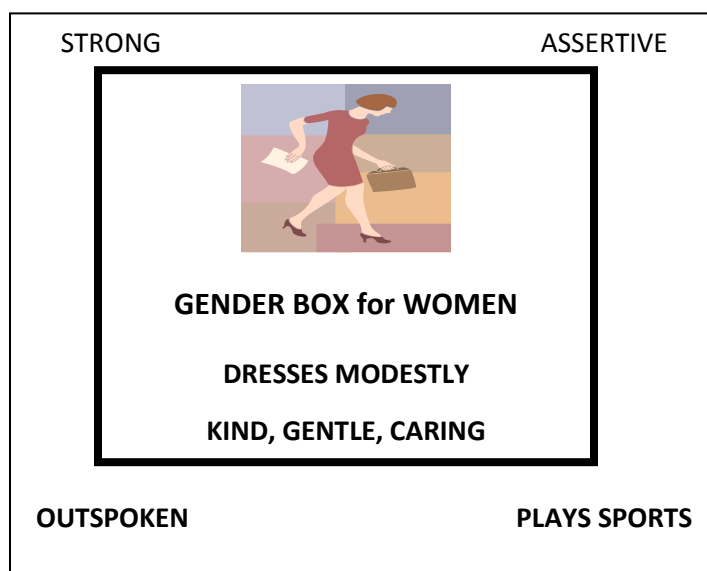 STRONG ASSERTIVE
GENDER BOX for WOMEN
DRESSES MODESTLY
KIND, GENTLE, CARING
OUTSPOKEN PLAYS SPORTS